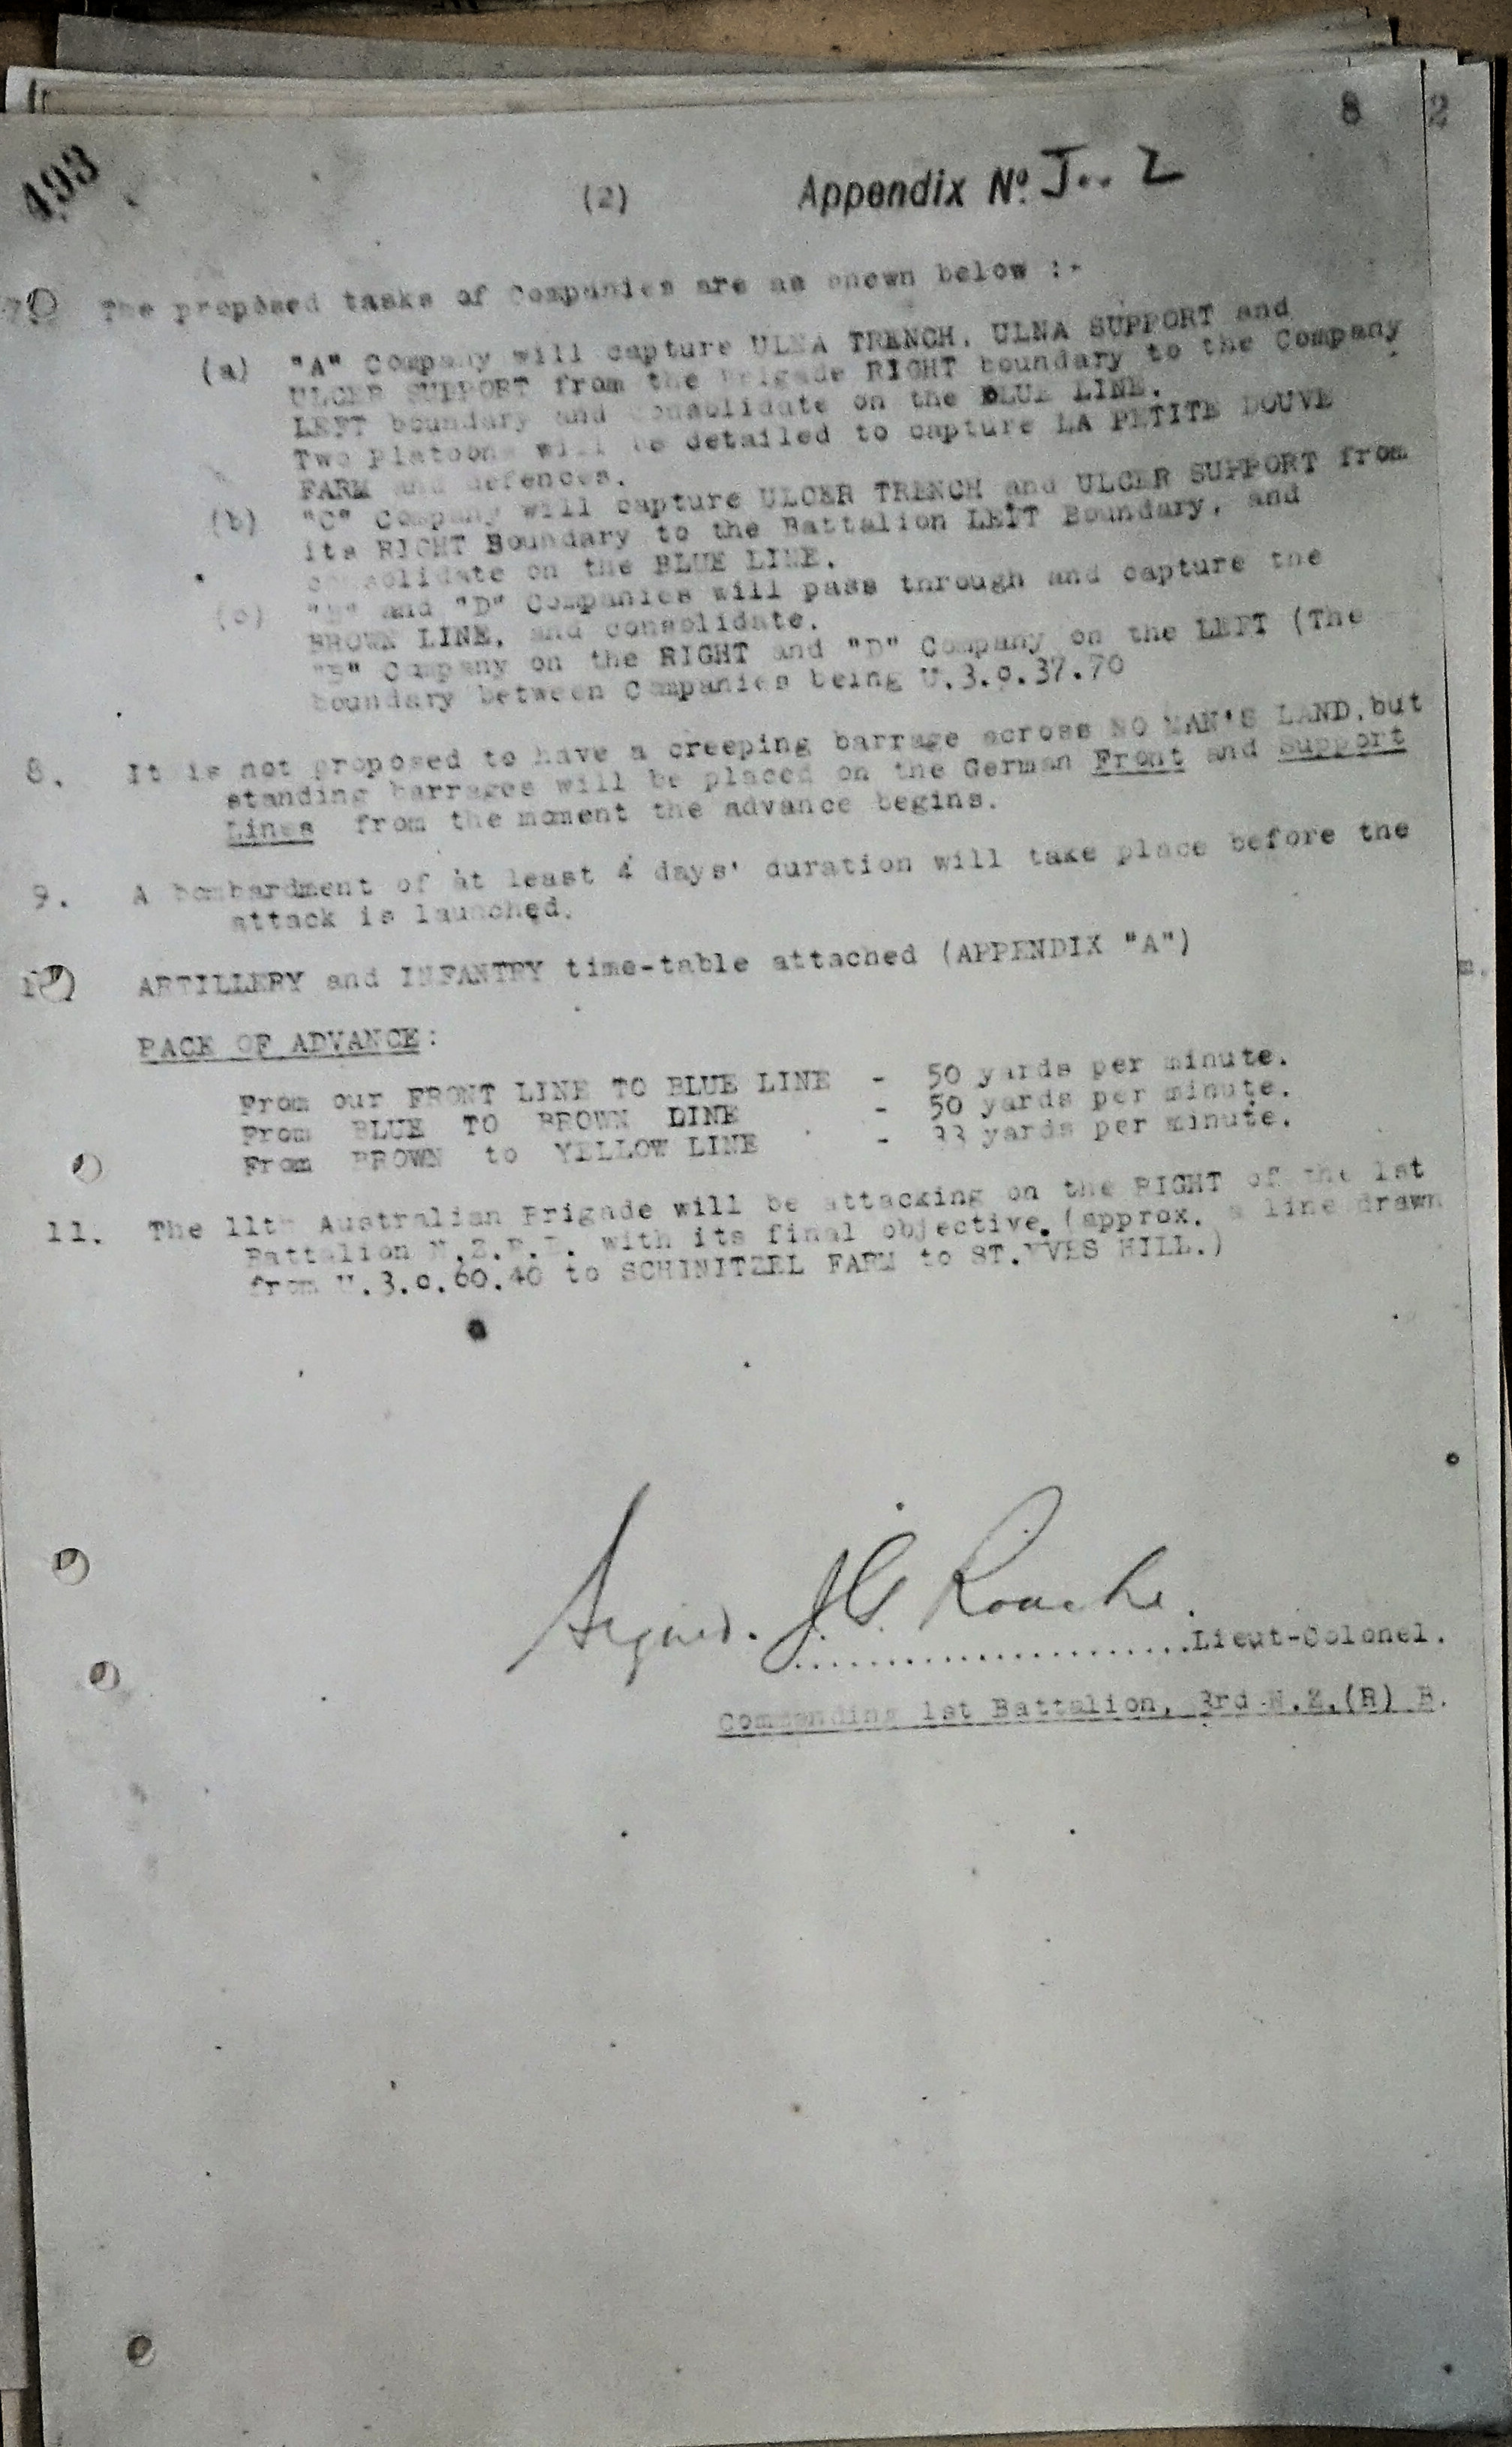 8 2
493
(2) Appendix Nº J.. 2
7. The proposed tasks of Companies are as shewn below :-
(a) "A" Company will capture ULNA TRENCH, ULNA SUPPORT and
ULCER SUPPORT from the Brigade RIGHT boundary to the Company
LEFT boundary and consolidate on the BLUE LINE.
Two Platoons will be detailed to capture LA PETITE DOUVE
FARM and defences.
(b) "C" Company will capture ULCER TRENCH and ULCER SUPPORT from
its RIGHT Boundary to the Battalion LEFT Boundary, and
consolidate on the BLUE LINE.
(c) "B" and "D" Companies will pass through and capture the
BROWN LINE, and consolidate.
"B" Company on the RIGHT and "D" Company on the LEFT (The
boundary between Companies being U.3.c.37.70
8. It is not proposed to have a creeping barrage across NO MAN'S LAND, but
standing barrages will be placed on the German Front and Support
Lines from the moment the advance begins.
9. A bombardment of at least 4 days' duration will take place before the
attack is launched.
10 ARTILLERY and INFANTRY time-table attached (APPENDIX "A")
m.
PACE OF ADVANCE:
From our FRONT LINE TO BLUE LINE - 50 yards per minute.
From BLUE TO BROWN LINE - 50 yards per minute.
From BROWN to YELLOW LINE - 33 yards per minute.
11. The 11th Australian Brigade will be attacking on the RIGHT of the 1st
Battalion N.Z.R.B. with its final objective. (approx. a line drawn
from U.3.c.60.40 to SCHINITZEL FARM to ST.YVES HILL.)
Signed. J.G. Roache.
......................Lieut-Colonel.
Commanding 1st Battalion, 3rd N.Z.(R) B.